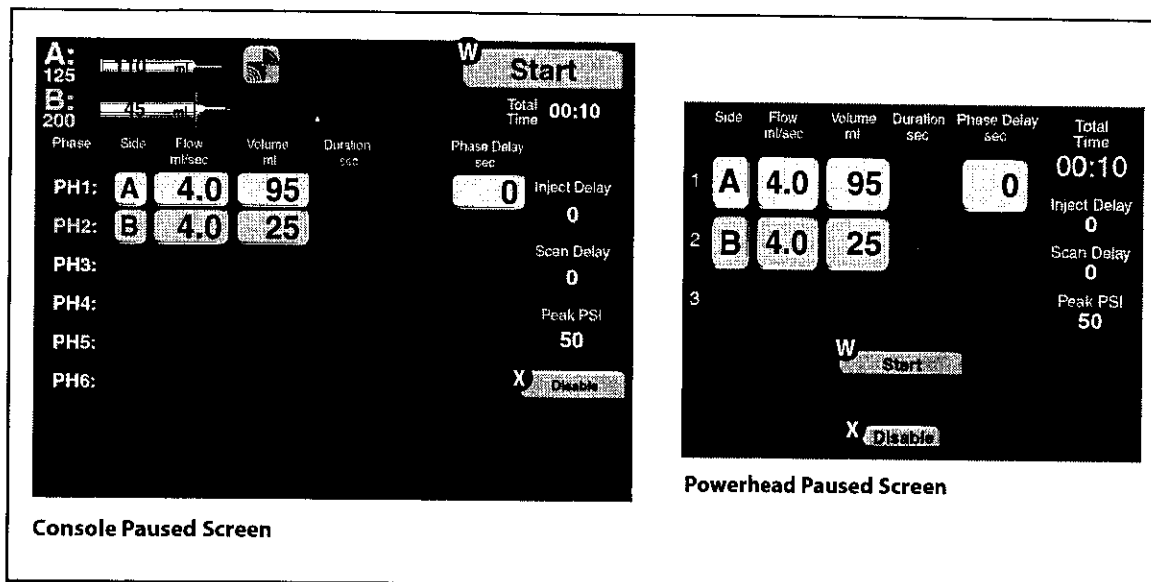 A: 110 ml W Start
125
B: 45 ml Total Time 00:10
200
Phase Side Flow ml/sec Volume ml Duration sec Phase Delay sec
PH1: A 4.0 95 0 Inject Delay
PH2: B 4.0 25 0
PH3: Scan Delay
PH4: 0
Peak PSI
PH5: 50
PH6: X Disable
Console Paused Screen
Side Flow ml/sec Volume ml Duration sec Phase Delay sec Total Time
00:10
1 A 4.0 95 0
Inject Delay
0
2 B 4.0 25
Scan Delay
0
3 Peak PSI
50
W Start
X Disable
Powerhead Paused Screen